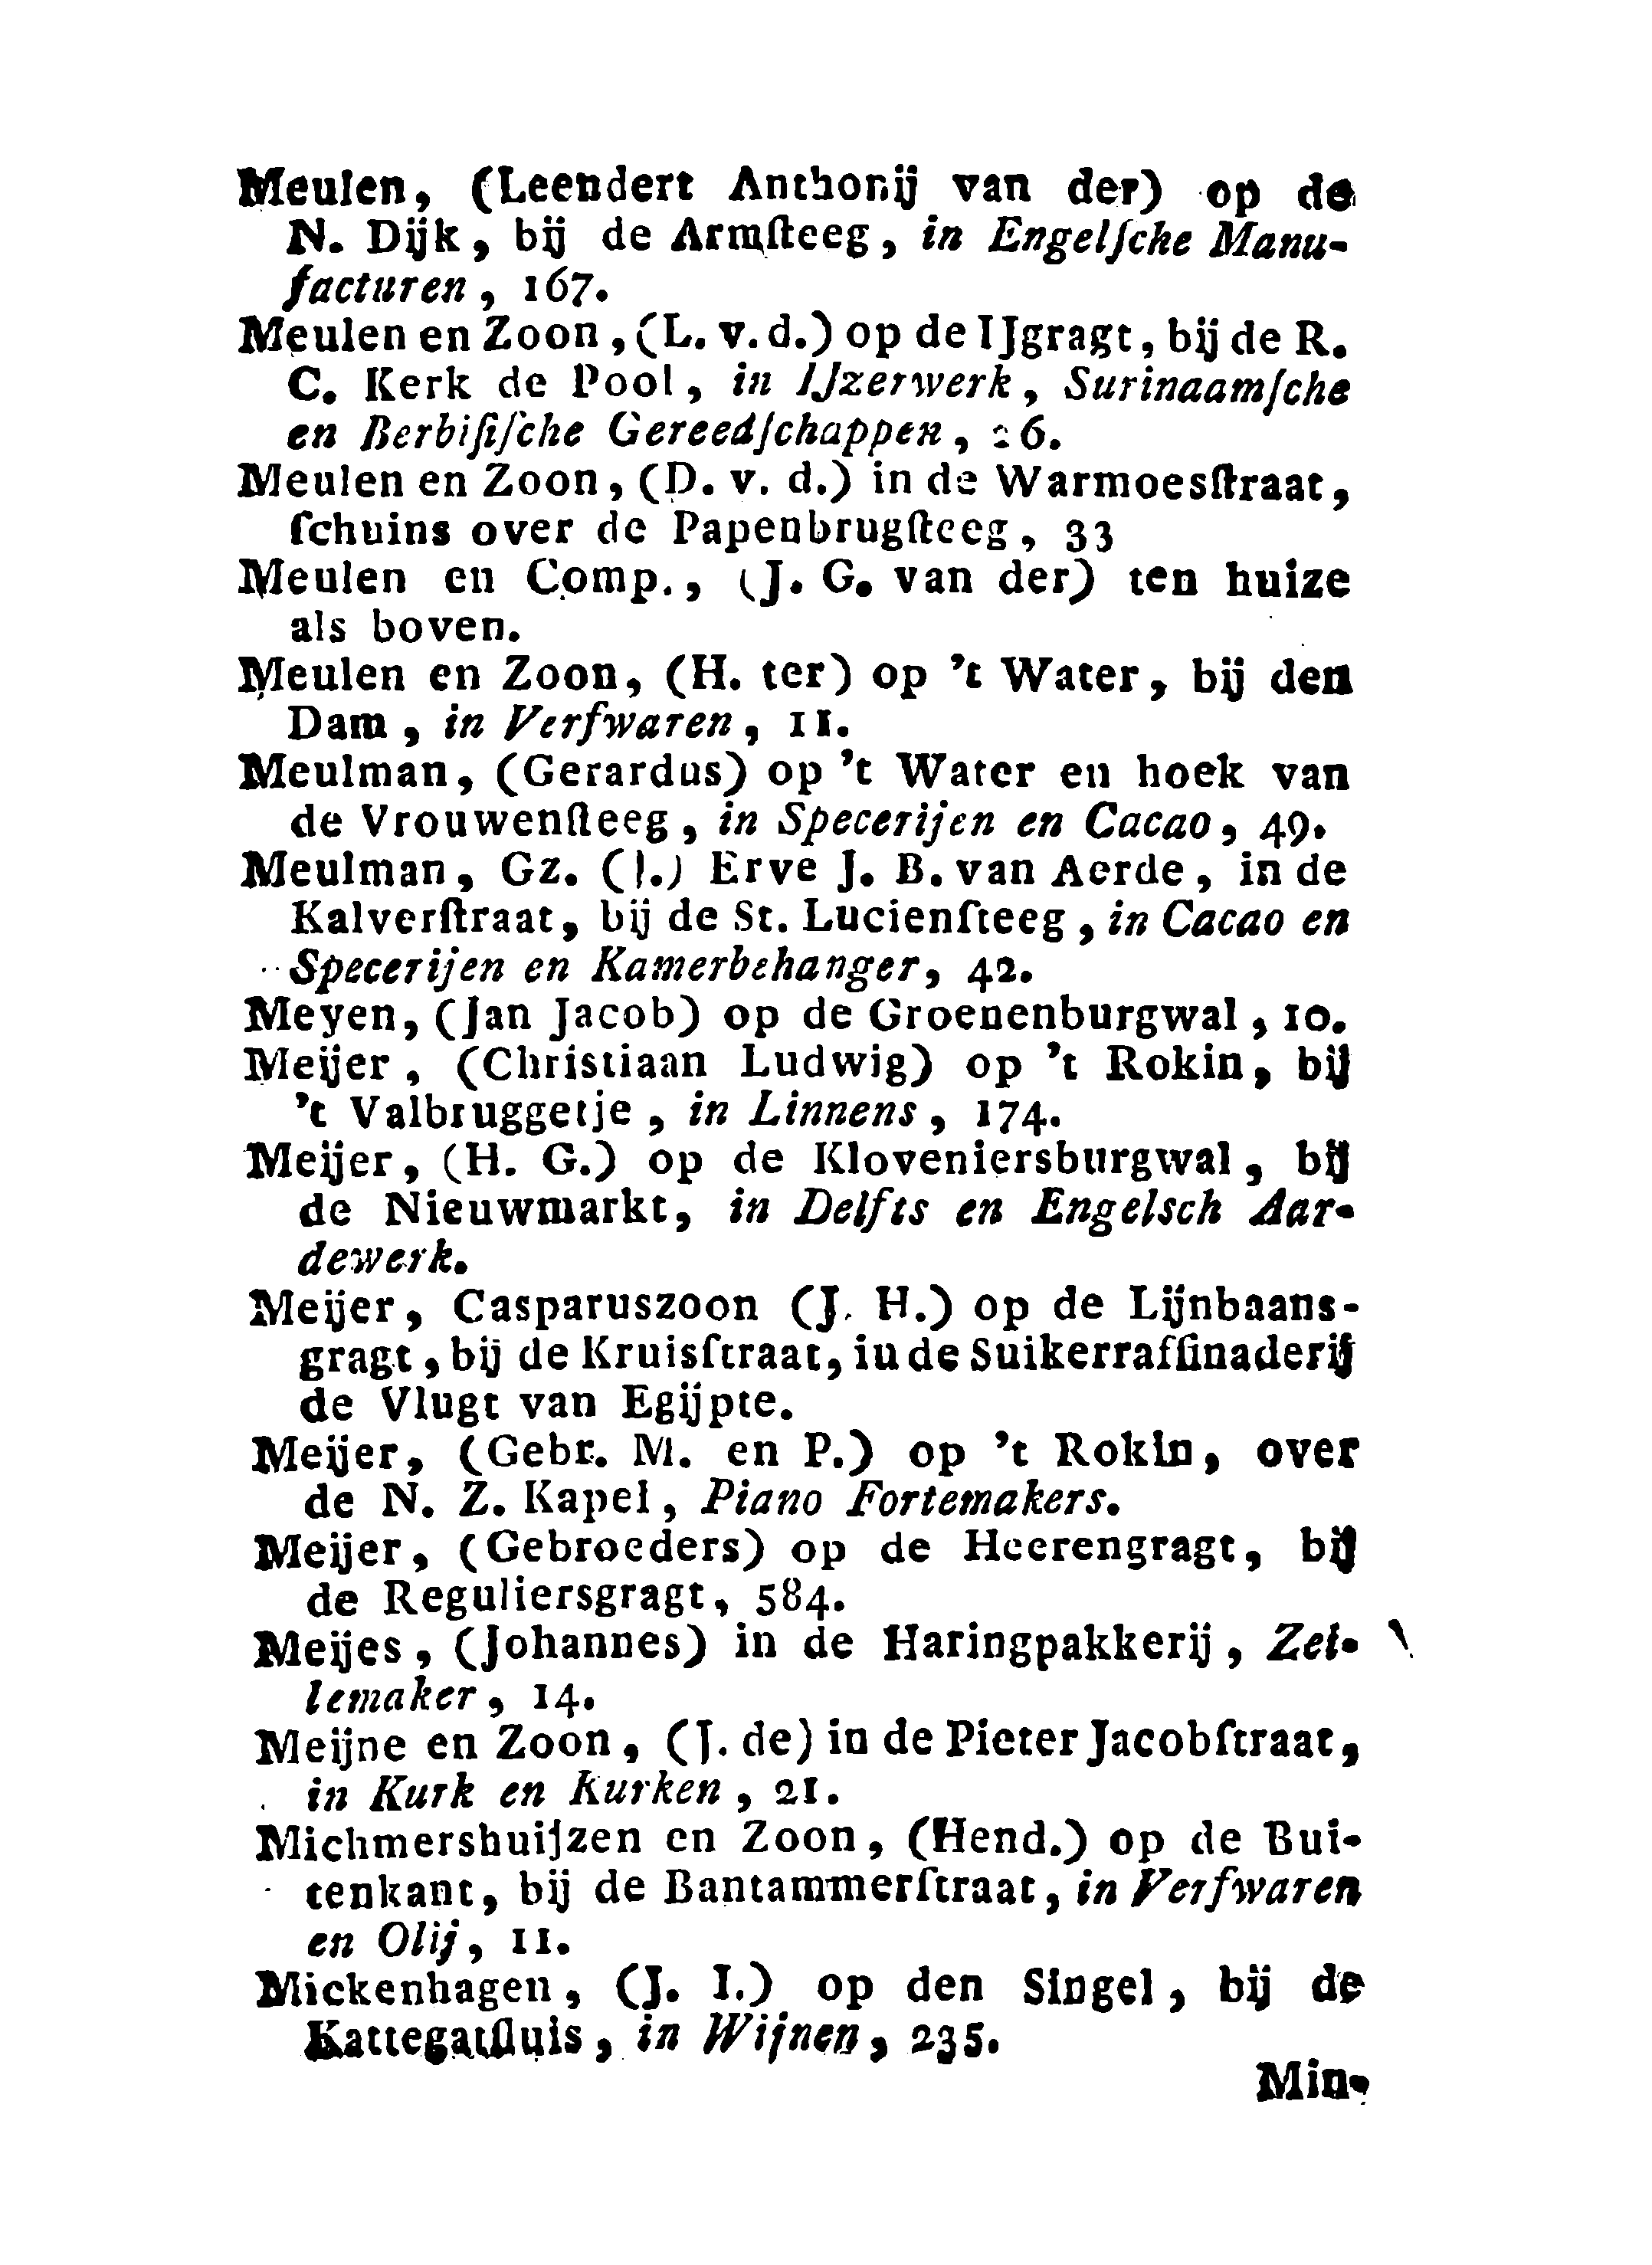 Meulen, (Leendert Anthonij van der) op de
N. Dijk, bij de Armſteeg, in Engelſche Manu-
facturen, 167.
Meulen en Zoon, (L. v. d.) op de IJgragt, bij de R.
C. Kerk de Pool, in IJzerwerk, Surinaamſche
en Berbiſiſche Gereedſchappen, 26.
Meulen en Zoon, (D. v. d.) in de Warmoesſtraat,
ſchuins over de Papenbrugſteeg, 33
Meulen en Comp., (J. G. van der) ten huize
als boven.
Meulen en Zoon, (H. ter) op 't Water, bij den
Dam, in Verfwaren, 11.
Meulman, (Gerardus) op 't Water en hoek van
de Vrouwenſteeg, in Specerijen en Cacao, 49.
Meulman, Gz. (J.) Erve J. B. van Aerde, in de
Kalverſtraat, bij de St. Lucienſteeg, in Cacao en
Specerijen en Kamerbehanger, 42.
Meyen, (Jan Jacob) op de Groenenburgwal, 10.
Meijer, (Christiaan Ludwig) op 't Rokin, bij
't Valbruggetje, in Linnens, 174.
Meijer, (H. G.) op de Kloveniersburgwal, bij
de Nieuwmarkt, in Delfts en Engelsch Aar-
dewerk.
Meijer, Casparuszoon (J. H.) op de Lijnbaans-
gragt, bij de Kruisſtraat, in de Suikerraffinaderij
de Vlugt van Egijpte.
Meijer, (Gebr. M. en P.) op 't Rokin, over
de N. Z. Kapel, Piano Fortemakers.
Meijer, (Gebroeders) op de Heerengragt, bij
de Reguliersgragt, 584.
Meijes, (Johannes) in de Haringpakkerij, Zei-
lemaker, 14.
Meijne en Zoon, (J. de) in de Pieter Jacobſtraat,
in Kurk en Kurken, 21.
Michmershuijzen en Zoon, (Hend.) op de Bui-
tenkant, bij de Bantammerſtraat, in Verfwaren
en Olij, 11.
Mickenhagen, (J. I.) op den Singel, bij de
Kattegatſluis, in Wijnen, 235.
Min-